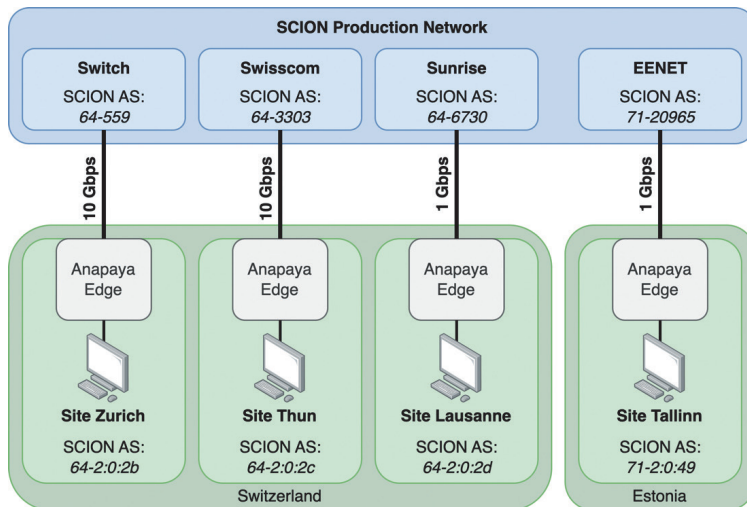 SCION Production Network
Switch
SCION AS:
64-559
Swisscom
SCION AS:
64-3303
Sunrise
SCION AS:
64-6730
EENET
SCION AS:
71-20965
10 Gbps
10 Gbps
1 Gbps
1 Gbps
Anapaya
Edge
Anapaya
Edge
Anapaya
Edge
Anapaya
Edge
Site Zurich
SCION AS:
64-2:0:2b
Site Thun
SCION AS:
64-2:0:2c
Site Lausanne
SCION AS:
64-2:0:2d
Site Tallinn
SCION AS:
71-2:0:49
Switzerland
Estonia